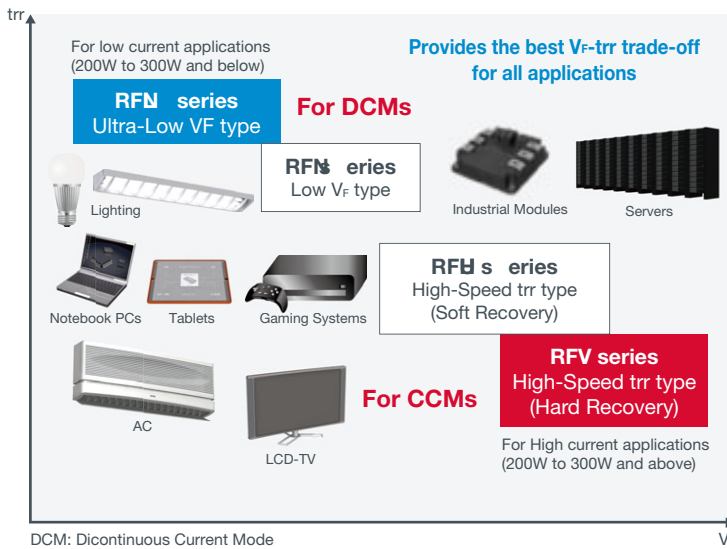 trr
For low current applications
(200W to 300W and below)
Provides the best VF-trr trade-off
for all applications
RFN series
Ultra-Low VF type
For DCMs
RFNs eries
Low VF type
Lighting
Industrial Modules
Servers
RFH s eries
High-Speed trr type
(Soft Recovery)
Notebook PCs
Tablets
Gaming Systems
RFV series
High-Speed trr type
(Hard Recovery)
For CCMs
AC
LCD-TV
For High current applications
(200W to 300W and above)
DCM: Dicontinuous Current Mode
V